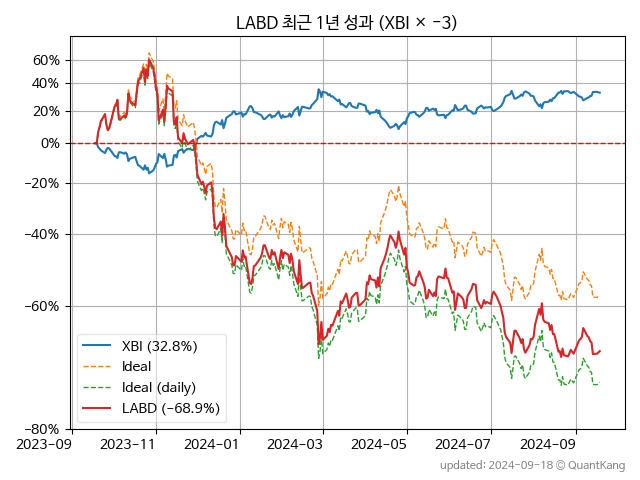 LABD 최근 1년 성과 (XBI × −3)
60%
40%
20%
0%
−20%
−40%
−60%
−80%
XBI (32.8%)
Ideal
Ideal (daily)
LABD (−68.9%)
2023-09 2023-11 2024-01 2024-03 2024-05 2024-07 2024-09
updated: 2024-09-18 @ QuantKang